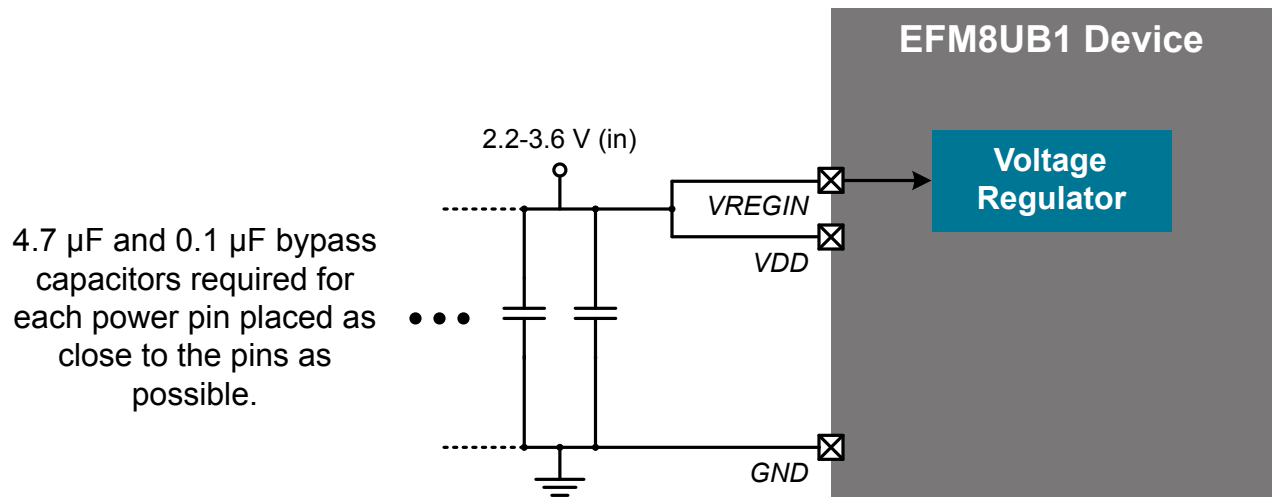 EFM8UB1 Device
2.2-3.6 V (in)
Voltage
Regulator
VREGIN
VDD
4.7 µF and 0.1 µF bypass
capacitors required for
each power pin placed as
close to the pins as
possible.
GND